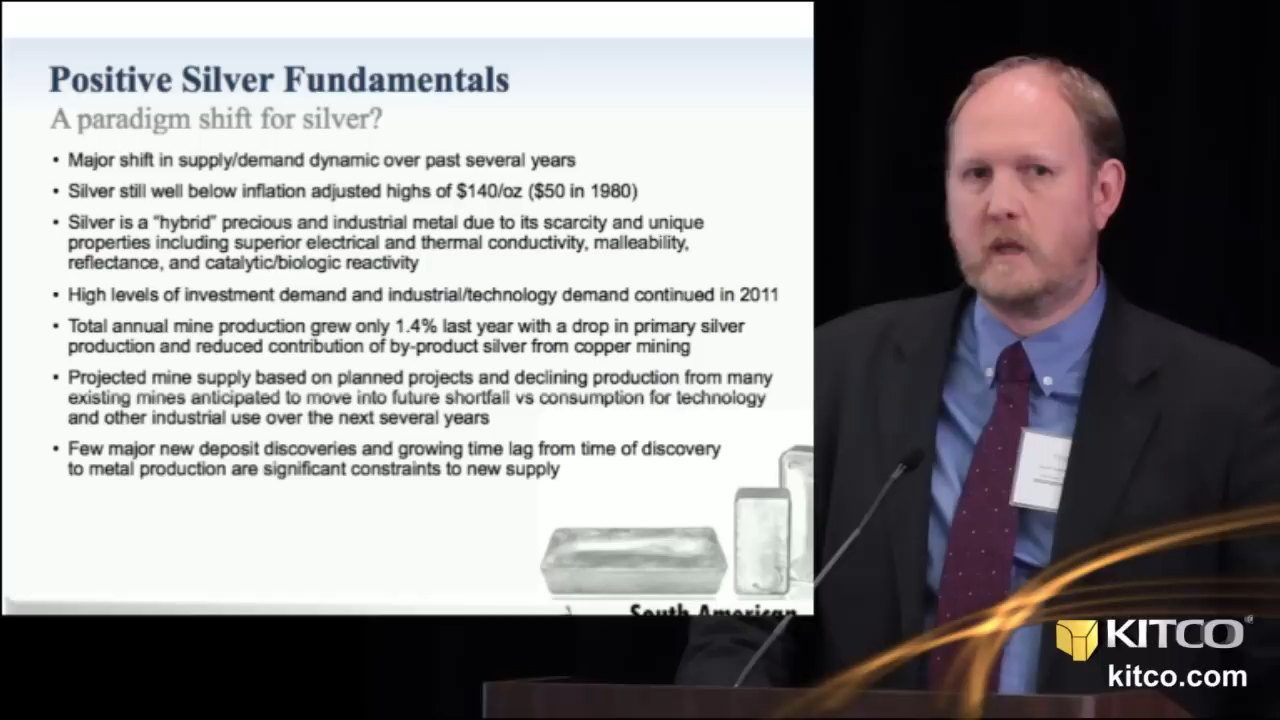 Positive Silver Fundamentals
A paradigm shift for silver?
• Major shift in supply/demand dynamic over past several years
• Silver still well below inflation adjusted highs of $140/oz ($50 in 1980)
• Silver is a “hybrid” precious and industrial metal due to its scarcity and unique
properties including superior electrical and thermal conductivity, malleability,
reflectance, and catalytic/biologic reactivity
• High levels of investment demand and industrial/technology demand continued in 2011
• Total annual mine production grew only 1.4% last year with a drop in primary silver
production and reduced contribution of by-product silver from copper mining
• Projected mine supply based on planned projects and declining production from many
existing mines anticipated to move into future shortfall vs consumption for technology
and other industrial use over the next several years
• Few major new deposit discoveries and growing time lag from time of discovery
to metal production are significant constraints to new supply
South American
KITCO®
kitco.com